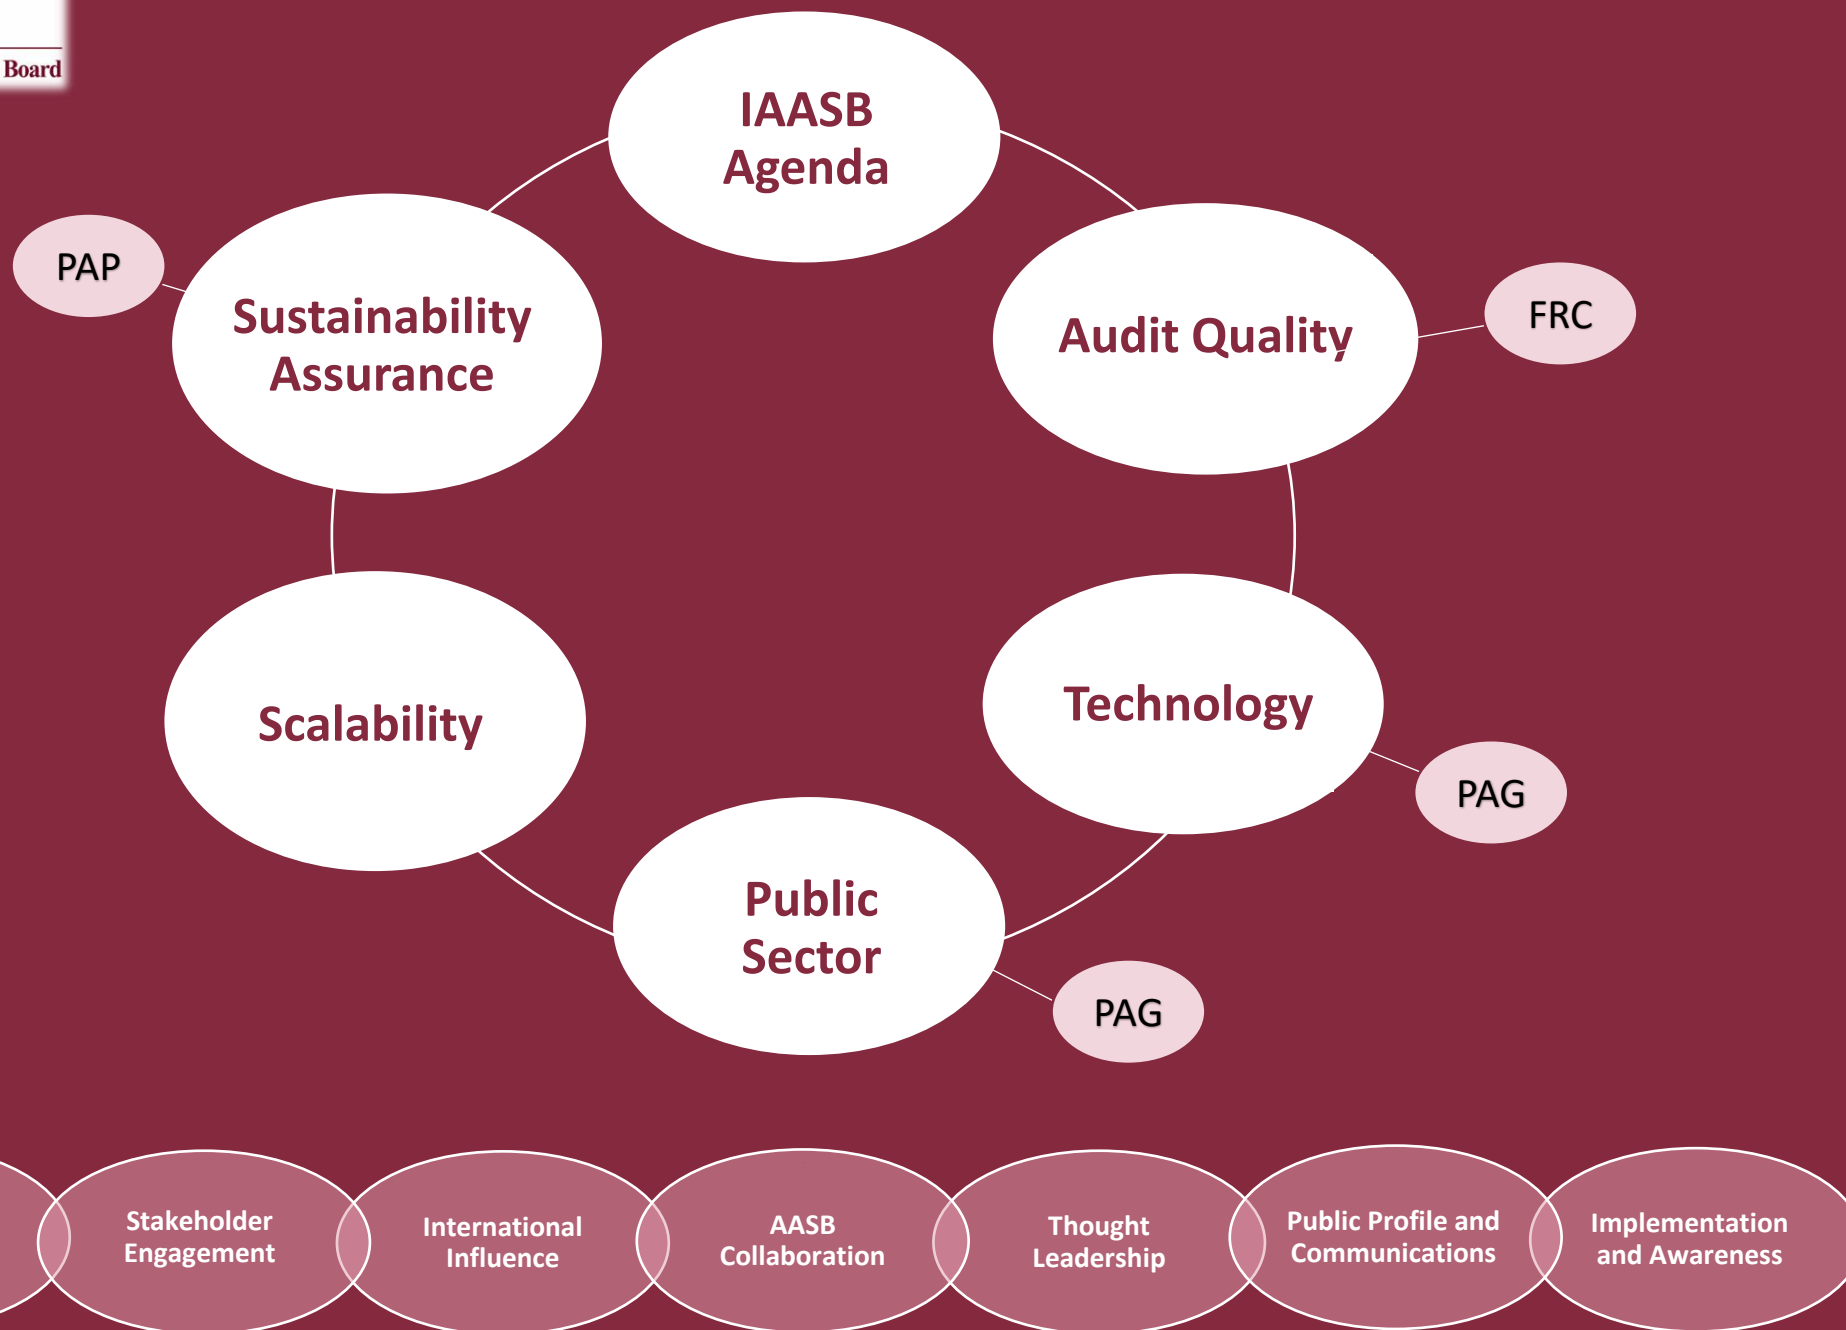 Board
IAASB
Agenda
PAP
Sustainability
Assurance
Audit Quality
FRC
Scalability
Technology
PAG
Public
Sector
PAG
Stakeholder
Engagement
International
Influence
AASB
Collaboration
Thought
Leadership
Public Profile and
Communications
Implementation
and Awareness